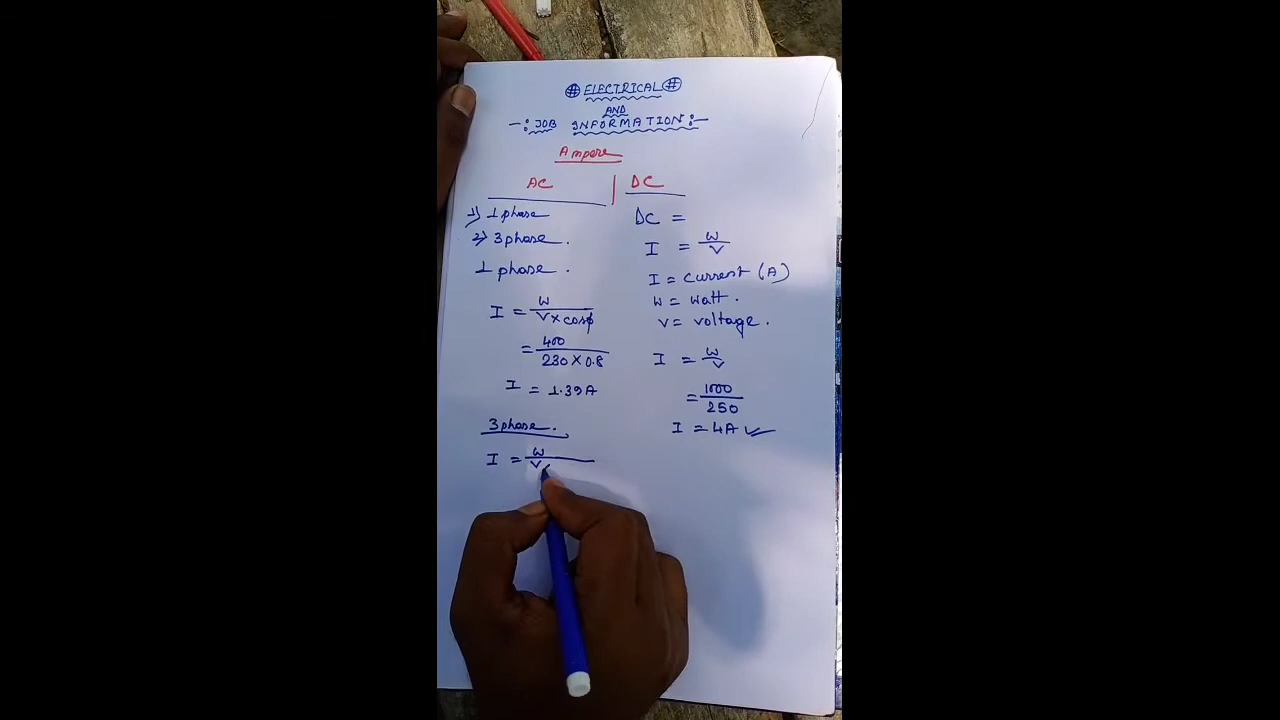 # ELECTRICAL #
AND
-: JOB INFORMATION :-
Ampere
AC | DC
1) 1 phase
2) 3 phase.
1 phase.
I = W / V × cosϕ
= 400 / 230 × 0.8
I = 1.39A
3 phase.
I = W / V
DC =
I = W / V
I = Current (A)
W = Watt.
V = Voltage.
I = W / V
= 1000 / 250
I = 4A ✓